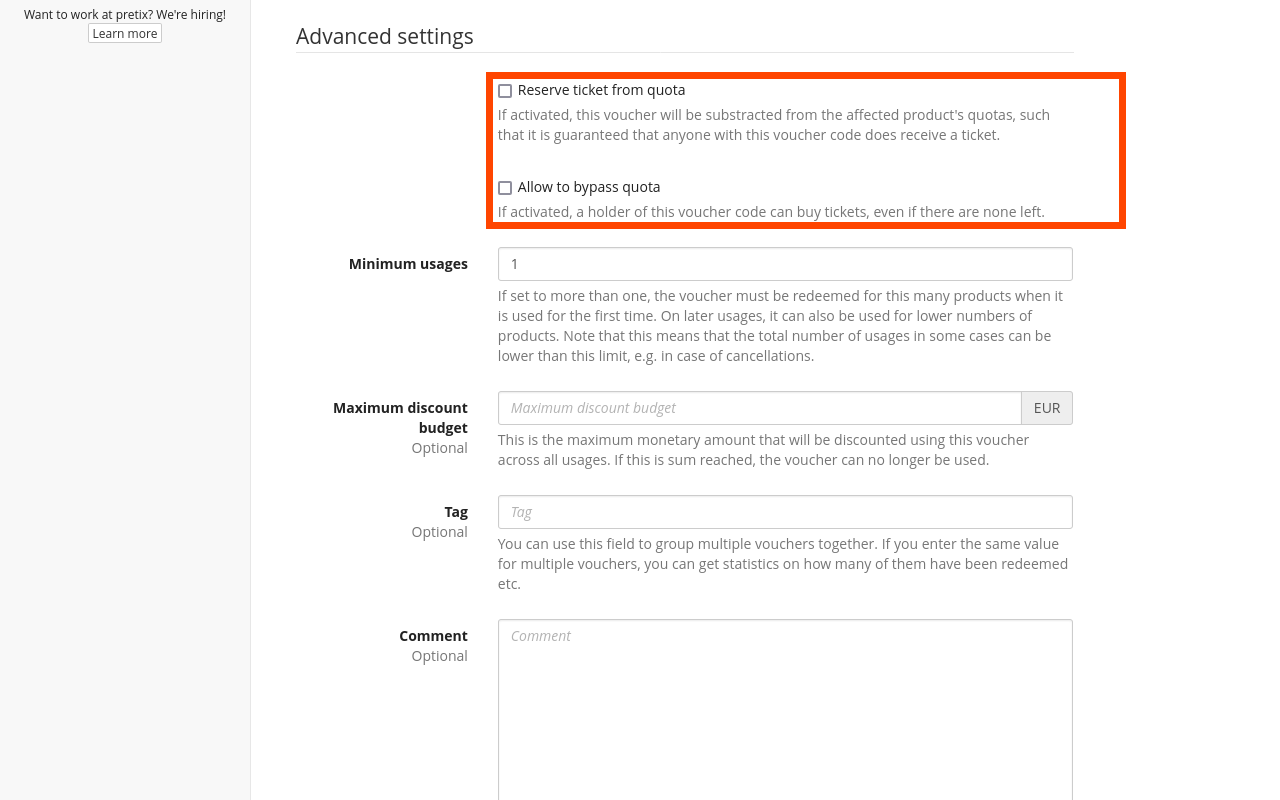 Want to work at pretix? We're hiring!
Learn more
Advanced settings
Reserve ticket from quota
If activated, this voucher will be substracted from the affected product's quotas, such
that it is guaranteed that anyone with this voucher code does receive a ticket.
Allow to bypass quota
If activated, a holder of this voucher code can buy tickets, even if there are none left.
Minimum usages
1
If set to more than one, the voucher must be redeemed for this many products when it
is used for the first time. On later usages, it can also be used for lower numbers of
products. Note that this means that the total number of usages in some cases can be
lower than this limit, e.g. in case of cancellations.
Maximum discount
budget
Optional
Maximum discount budget
EUR
This is the maximum monetary amount that will be discounted using this voucher
across all usages. If this is sum reached, the voucher can no longer be used.
Tag
Optional
Tag
You can use this field to group multiple vouchers together. If you enter the same value
for multiple vouchers, you can get statistics on how many of them have been redeemed
etc.
Comment
Optional
Comment